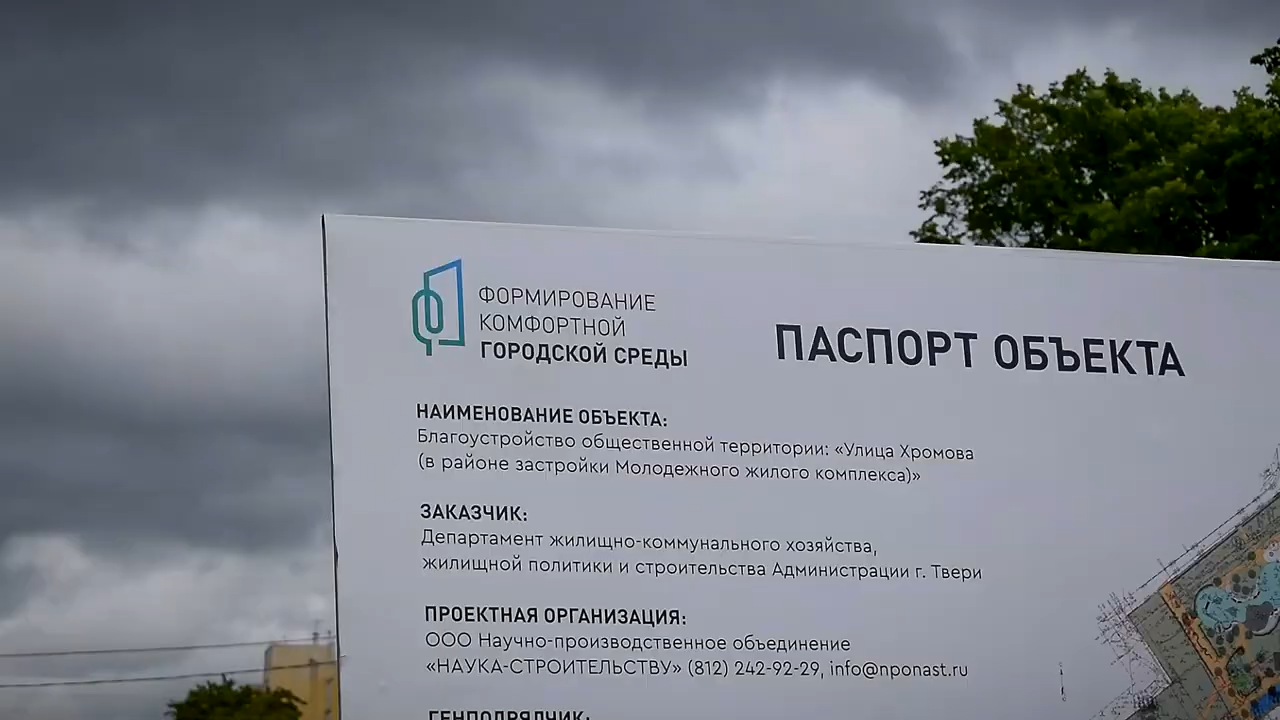 ФОРМИРОВАНИЕ
КОМФОРТНОЙ
ГОРОДСКОЙ СРЕДЫ
ПАСПОРТ ОБЪЕКТА
НАИМЕНОВАНИЕ ОБЪЕКТА:
Благоустройство общественной территории: «Улица Хромова
(в районе застройки Молодежного жилого комплекса)»
ЗАКАЗЧИК:
Департамент жилищно-коммунального хозяйства,
жилищной политики и строительства Администрации г. Твери
ПРОЕКТНАЯ ОРГАНИЗАЦИЯ:
ООО Научно-производственное объединение
«НАУКА-СТРОИТЕЛЬСТВУ» (812) 242-92-29, info@nponast.ru
ГЕНПОДРЯДЧИК: